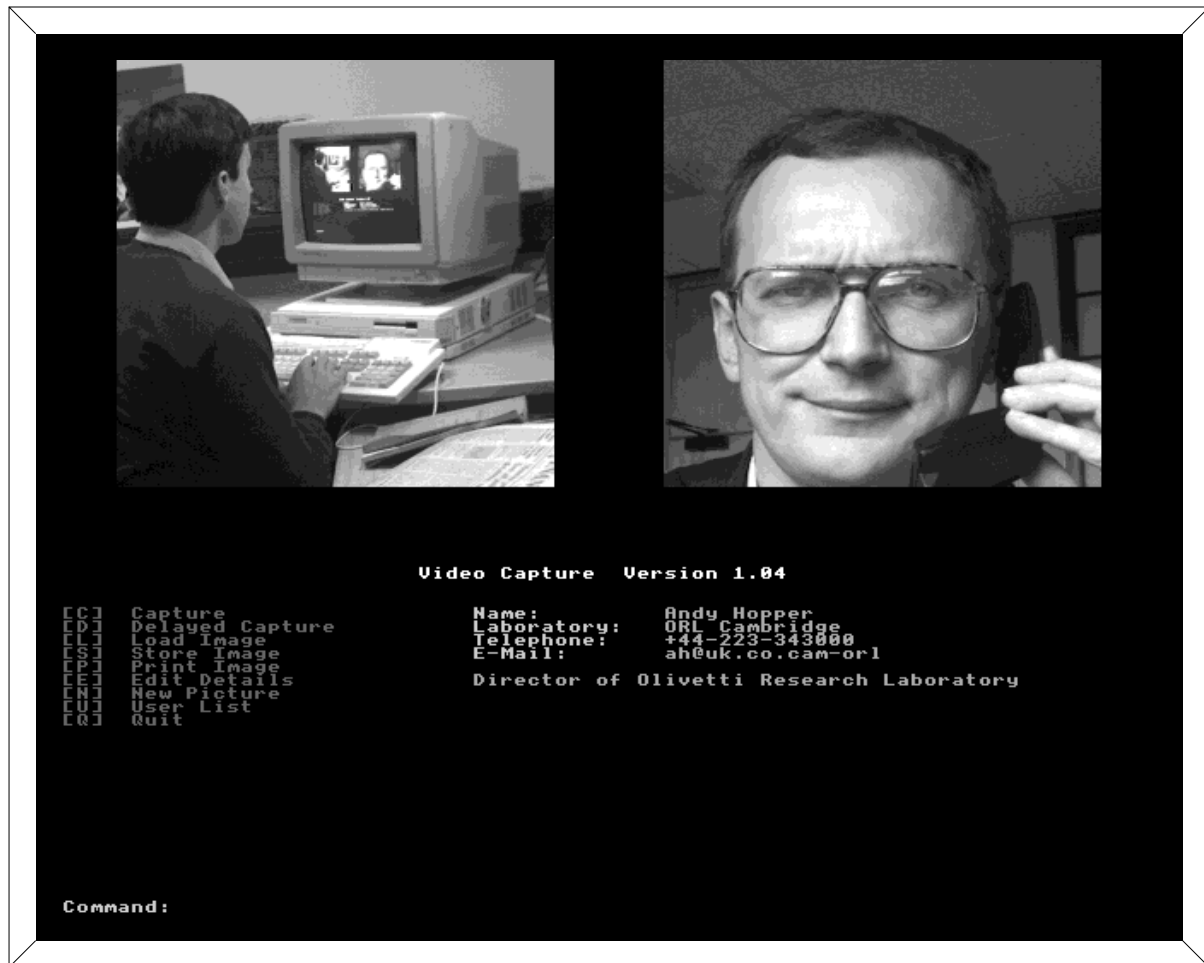 Video Capture  Version 1.04
[C]  Capture
[D]  Delayed Capture
[L]  Load Image
[S]  Store Image
[P]  Print Image
[E]  Edit Details
[N]  New Picture
[U]  User List
[Q]  Quit
Name:  Andy Hopper
Laboratory:  ORL Cambridge
Telephone:  +44-223-343000
E-Mail:  ah@uk.co.cam-orl
Director of Olivetti Research Laboratory
Command: